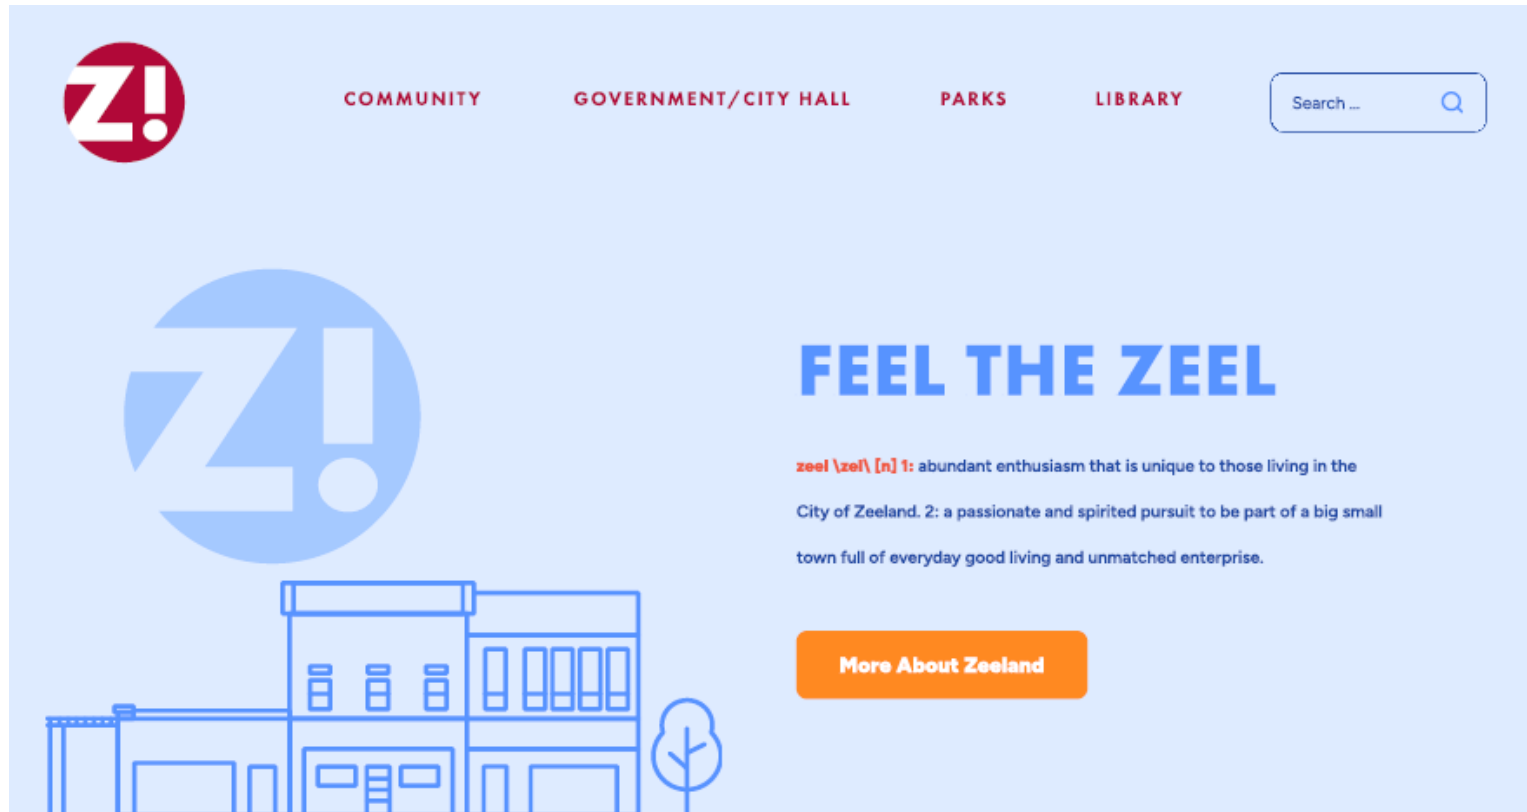 Z!
COMMUNITY
GOVERNMENT/CITY HALL
PARKS
LIBRARY
Search ...
Z!
FEEL THE ZEEL
zeel \zel\ [n] 1: abundant enthusiasm that is unique to those living in the
City of Zeeland. 2: a passionate and spirited pursuit to be part of a big small
town full of everyday good living and unmatched enterprise.
More About Zeeland